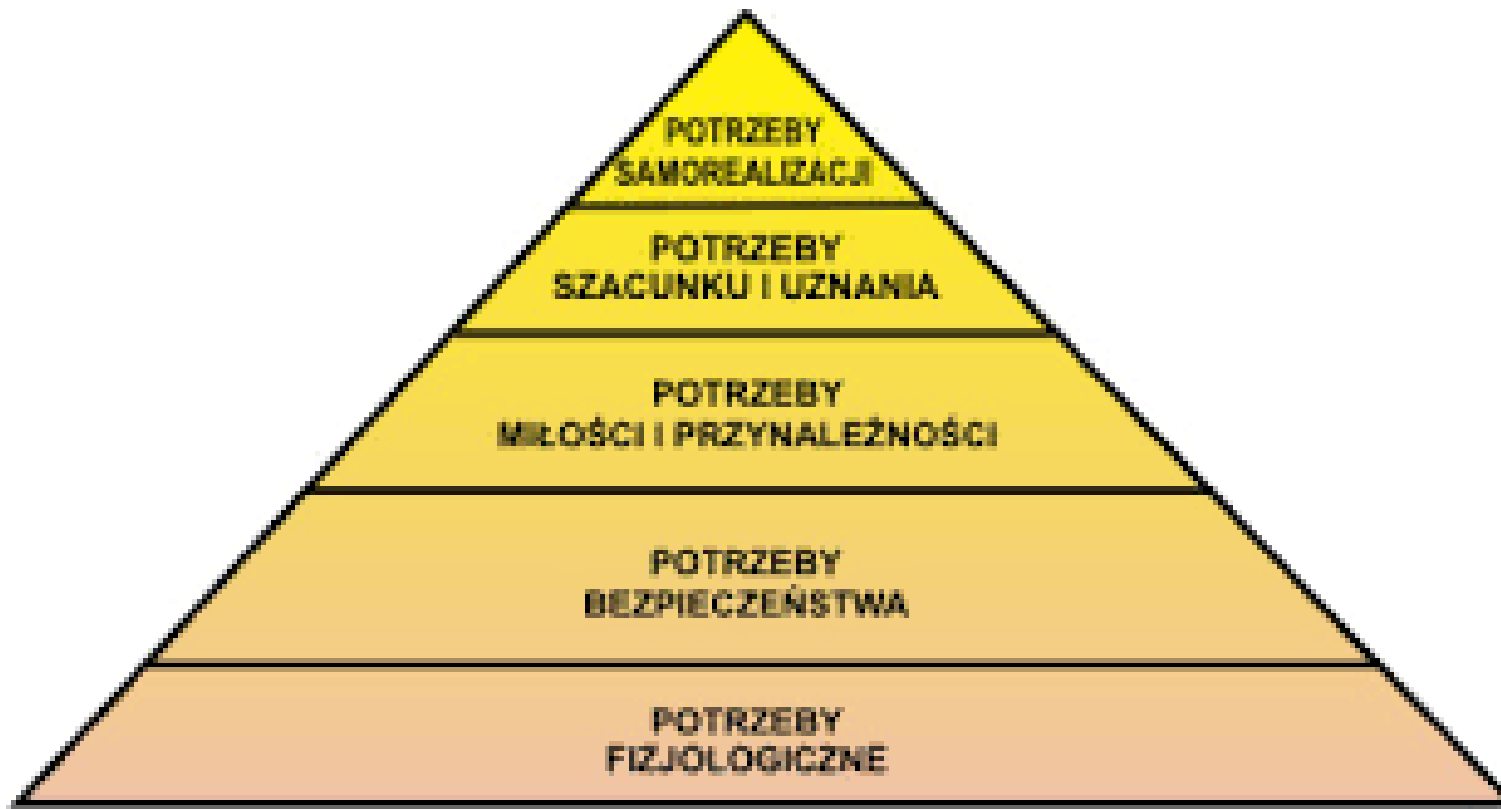 POTRZEBY
SAMOREALIZACJI
POTRZEBY
SZACUNKU I UZNANIA
POTRZEBY
MIŁOŚCI I PRZYNALEŻNOŚCI
POTRZEBY
BEZPIECZEŃSTWA
POTRZEBY
FIZJOLOGICZNE